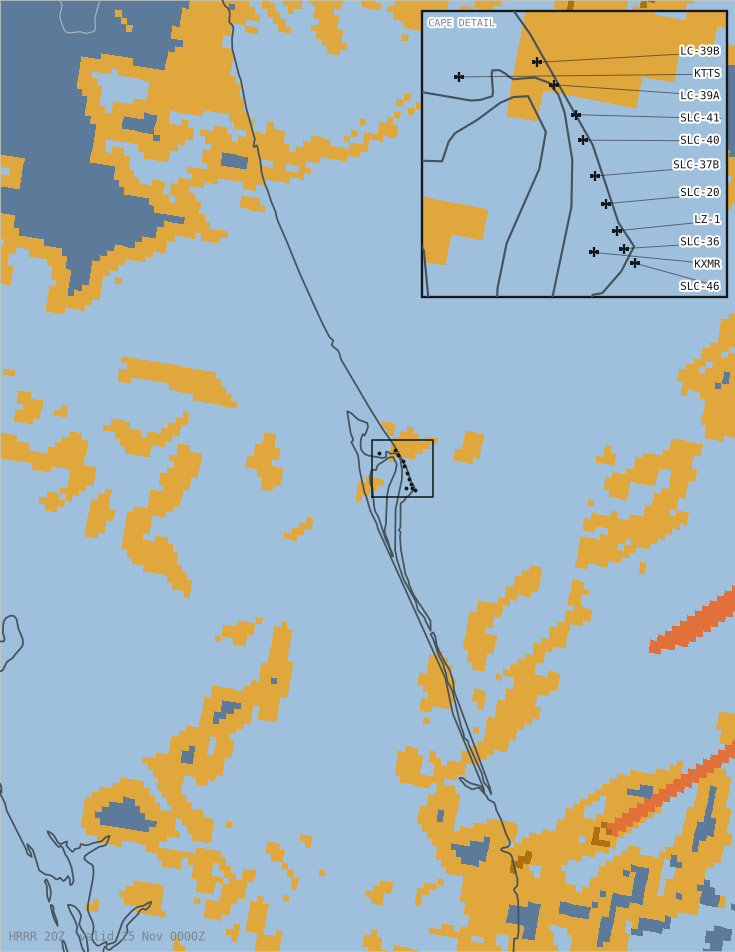 CAPE DETAIL
LC-39B
KTTS
LC-39A
SLC-41
SLC-40
SLC-37B
SLC-20
LZ-1
SLC-36
KXMR
SLC-46
HRRR 20Z valid 25 Nov 0000Z